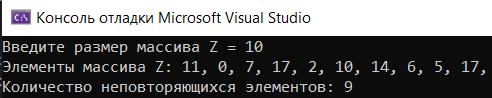 Консоль отладки Microsoft Visual Studio
Введите размер массива Z = 10
Элементы массива Z: 11, 0, 7, 17, 2, 10, 14, 6, 5, 17,
Количество неповторяющихся элементов: 9